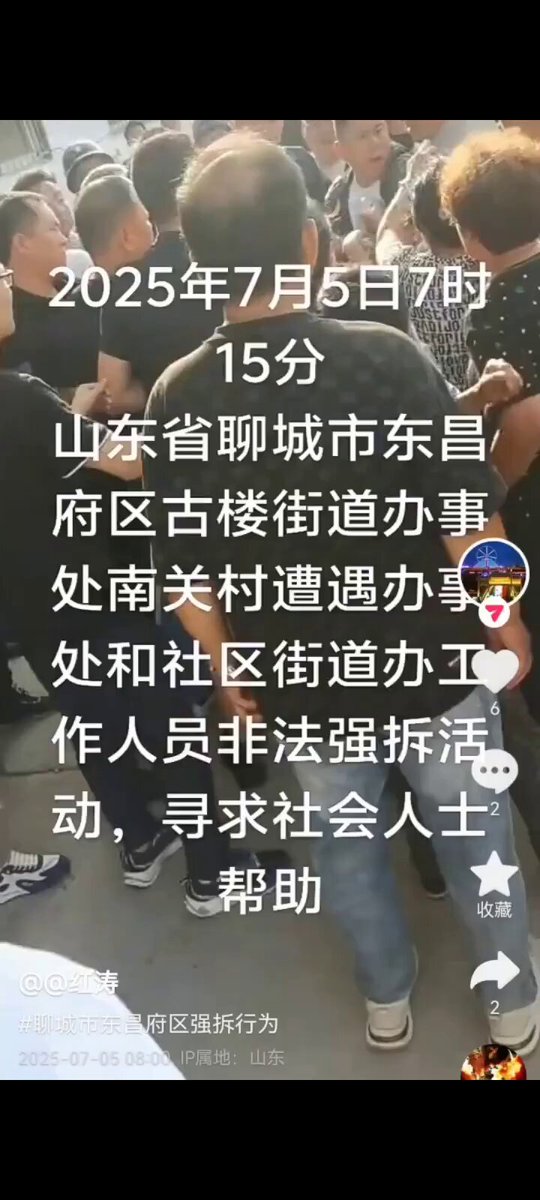 2025年7月5日7时
15分
山东省聊城市东昌
府区古楼街道办事
处南关村遭遇办事
处和社区街道办工
作人员非法强拆活
动，寻求社会人士
帮助
6
2
收藏
2
@@红涛
#聊城市东昌府区强拆行为
2025-07-05 08:00 IP属地：山东